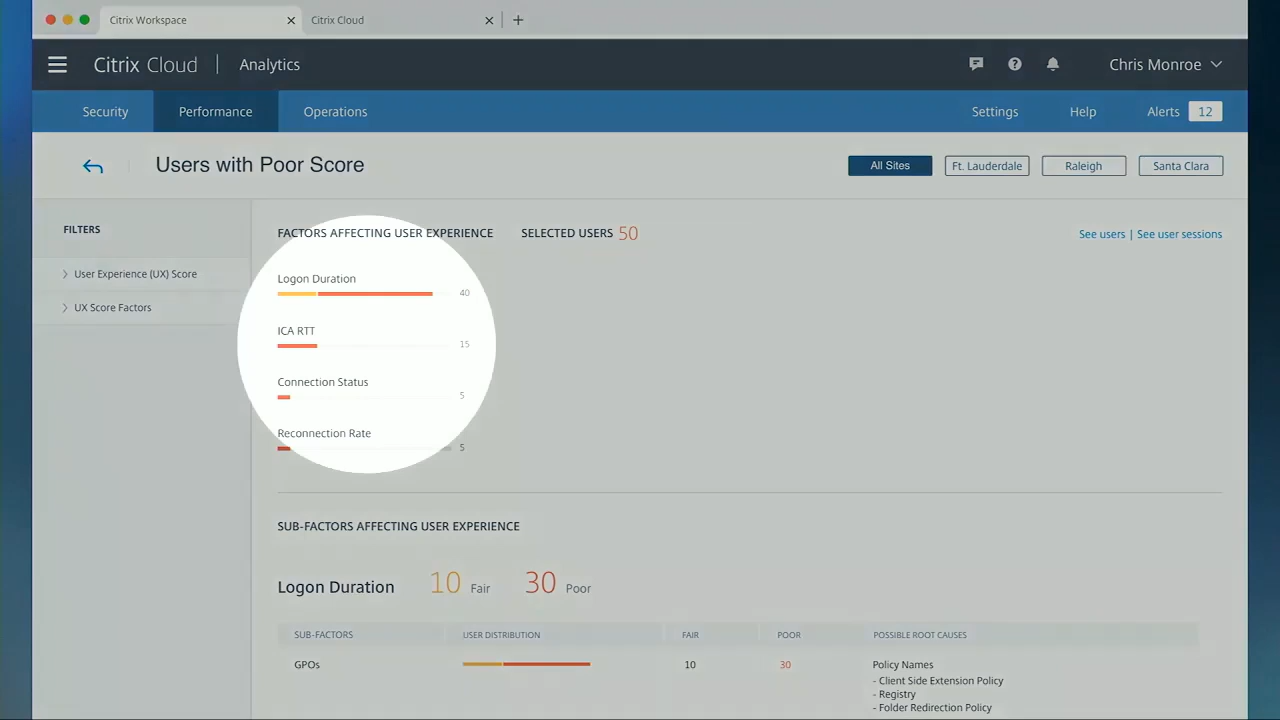 Citrix Workspace
Citrix Cloud
Citrix Cloud | Analytics
Chris Monroe
Security
Performance
Operations
Settings
Help
Alerts 12
Users with Poor Score
All Sites
Ft. Lauderdale
Raleigh
Santa Clara
FILTERS
User Experience (UX) Score
UX Score Factors
FACTORS AFFECTING USER EXPERIENCE
SELECTED USERS 50
See users | See user sessions
Logon Duration
40
ICA RTT
15
Connection Status
5
Reconnection Rate
5
SUB-FACTORS AFFECTING USER EXPERIENCE
Logon Duration 10 Fair 30 Poor
SUB-FACTORS USER DISTRIBUTION FAIR POOR POSSIBLE ROOT CAUSES
GPOs 10 30 Policy Names
- Client Side Extension Policy
- Registry
- Folder Redirection Policy